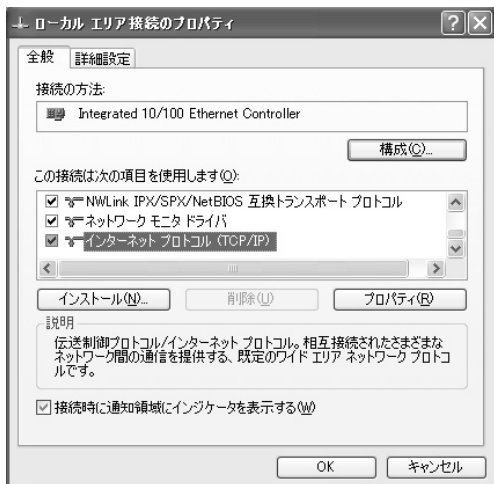 ローカル エリア接続のプロパティ
全般 詳細設定
接続の方法:
Integrated 10/100 Ethernet Controller
構成(C)...
この接続は次の項目を使用します(O):
NWLink IPX/SPX/NetBIOS 互換トランスポート プロトコル
ネットワーク モニタ ドライバ
インターネット プロトコル (TCP/IP)
インストール(N)... 削除(U) プロパティ(R)
説明
伝送制御プロトコル/インターネット プロトコル。相互接続されたさまざまな
ネットワーク間の通信を提供する、既定のワイド エリア ネットワーク プロトコ
ルです。
接続時に通知領域にインジケータを表示する(W)
OK キャンセル